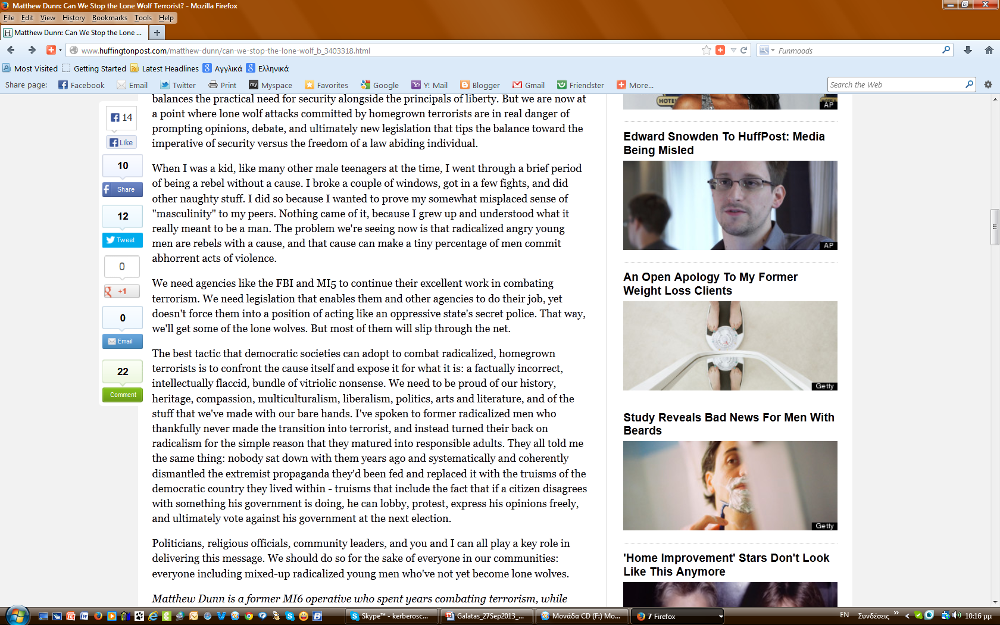 Matthew Dunn: Can We Stop the Lone Wolf Terrorist? - Mozilla Firefox
File Edit View History Bookmarks Tools Help
Matthew Dunn: Can We Stop the Lone ...
www.huffingtonpost.com/matthew-dunn/can-we-stop-the-lone-wolf_b_3403318.html
Funmoods
Most Visited Getting Started Latest Headlines Αγγλικά Ελληνικά
Share page: Facebook Email Twitter Print Myspace Favorites Google Y! Mail Blogger Gmail Friendster More...
Search the Web
14
Like
10
Share
12
Tweet
0
+1
0
Email
22
Comment
balances the practical need for security alongside the principals of liberty. But we are now at
a point where lone wolf attacks committed by homegrown terrorists are in real danger of
prompting opinions, debate, and ultimately new legislation that tips the balance toward the
imperative of security versus the freedom of a law abiding individual.
When I was a kid, like many other male teenagers at the time, I went through a brief period
of being a rebel without a cause. I broke a couple of windows, got in a few fights, and did
other naughty stuff. I did so because I wanted to prove my somewhat misplaced sense of
"masculinity" to my peers. Nothing came of it, because I grew up and understood what it
really meant to be a man. The problem we're seeing now is that radicalized angry young
men are rebels with a cause, and that cause can make a tiny percentage of men commit
abhorrent acts of violence.
We need agencies like the FBI and MI5 to continue their excellent work in combating
terrorism. We need legislation that enables them and other agencies to do their job, yet
doesn't force them into a position of acting like an oppressive state's secret police. That way,
we'll get some of the lone wolves. But most of them will slip through the net.
The best tactic that democratic societies can adopt to combat radicalized, homegrown
terrorists is to confront the cause itself and expose it for what it is: a factually incorrect,
intellectually flaccid, bundle of vitriolic nonsense. We need to be proud of our history,
heritage, compassion, multiculturalism, liberalism, politics, arts and literature, and of the
stuff that we've made with our bare hands. I've spoken to former radicalized men who
thankfully never made the transition into terrorist, and instead turned their back on
radicalism for the simple reason that they matured into responsible adults. They all told me
the same thing: nobody sat down with them years ago and systematically and coherently
dismantled the extremist propaganda they'd been fed and replaced it with the truisms of the
democratic country they lived within - truisms that include the fact that if a citizen disagrees
with something his government is doing, he can lobby, protest, express his opinions freely,
and ultimately vote against his government at the next election.
Politicians, religious officials, community leaders, and you and I can all play a key role in
delivering this message. We should do so for the sake of everyone in our communities:
everyone including mixed-up radicalized young men who've not yet become lone wolves.
Matthew Dunn is a former MI6 operative who spent years combating terrorism, while
HOTEL
AP
Edward Snowden To HuffPost: Media
Being Misled
AP
An Open Apology To My Former
Weight Loss Clients
Getty
Study Reveals Bad News For Men With
Beards
Getty
'Home Improvement' Stars Don't Look
Like This Anymore
Skype™ - kerberosc... Galatas_27Sep2013_... Μονάδα CD (F:) Mo... 7 Firefox
EN Συνδέσεις 10:16 μμ